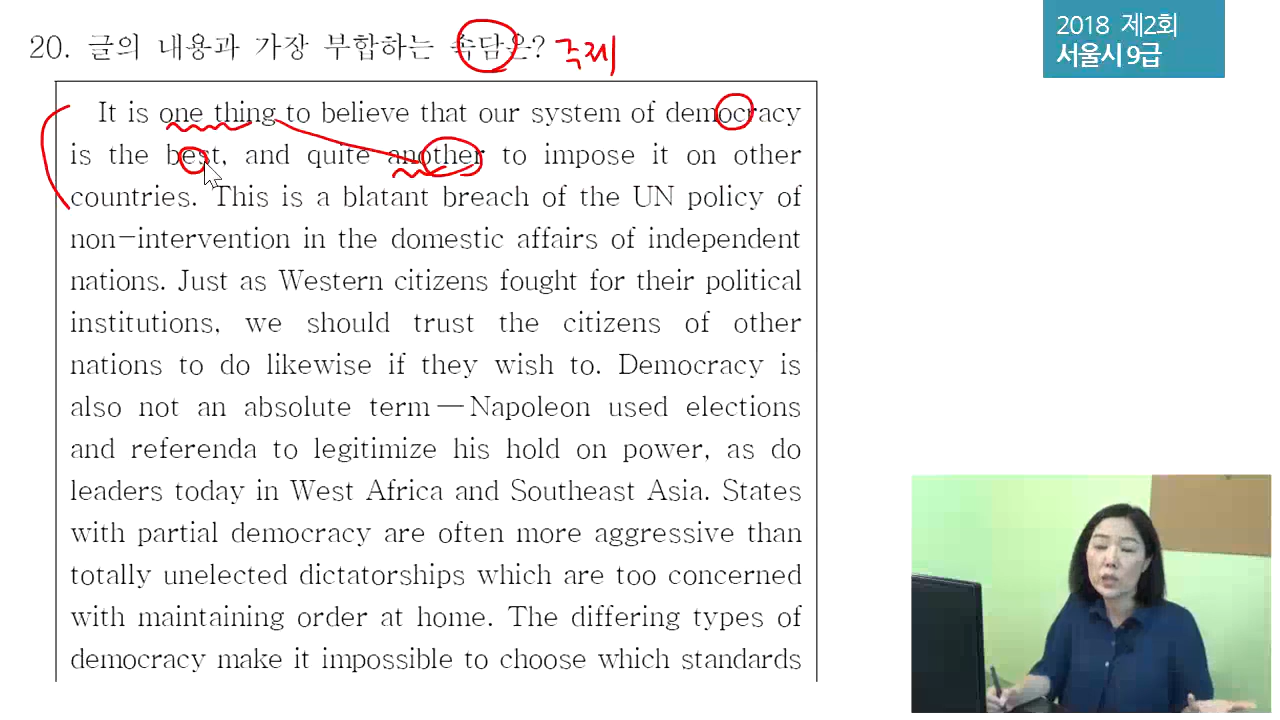 2018 제2회
서울시 9급
20. 글의 내용과 가장 부합하는 속담은?
주제
It is one thing to believe that our system of democracy
is the best, and quite another to impose it on other
countries. This is a blatant breach of the UN policy of
non-intervention in the domestic affairs of independent
nations. Just as Western citizens fought for their political
institutions, we should trust the citizens of other
nations to do likewise if they wish to. Democracy is
also not an absolute term — Napoleon used elections
and referenda to legitimize his hold on power, as do
leaders today in West Africa and Southeast Asia. States
with partial democracy are often more aggressive than
totally unelected dictatorships which are too concerned
with maintaining order at home. The differing types of
democracy make it impossible to choose which standards